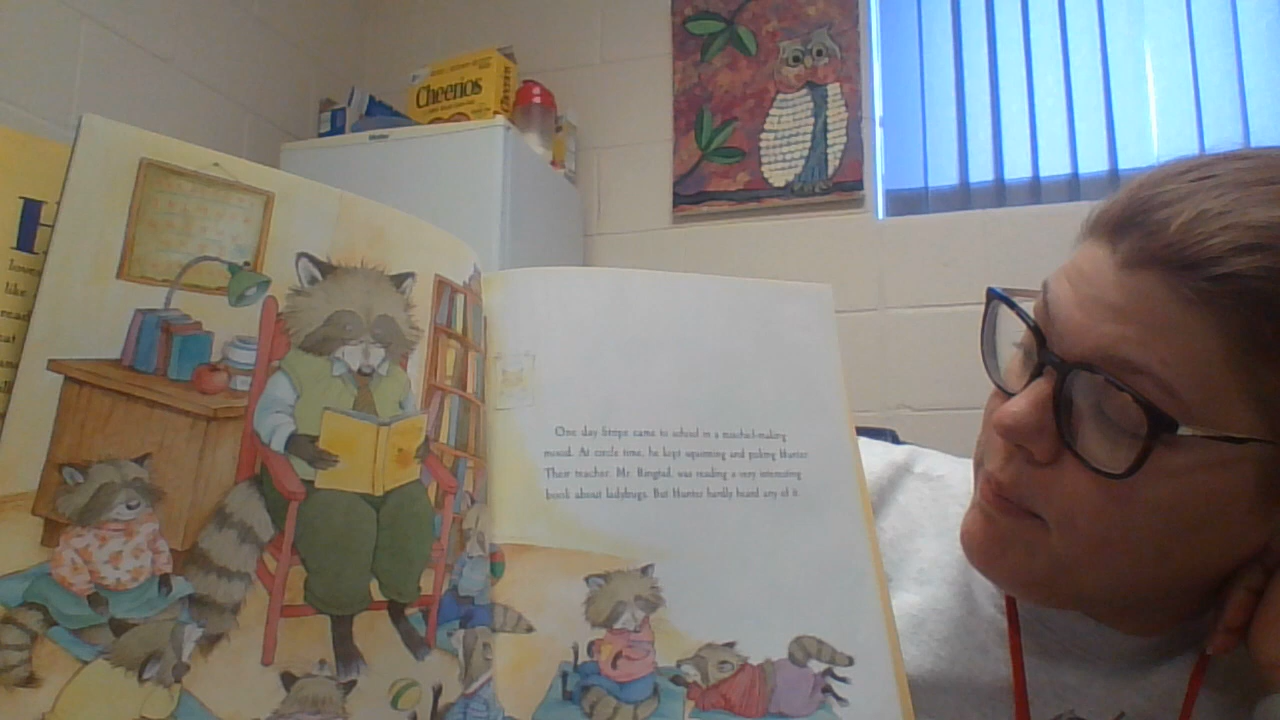 Cheerios
H
One day Stripe came to school in a mischief-making
mood. At circle time, he kept squirming and poking Hunter.
Their teacher, Mr. Ringtail, was reading a very interesting
book about ladybugs. But Hunter hardly heard any of it.